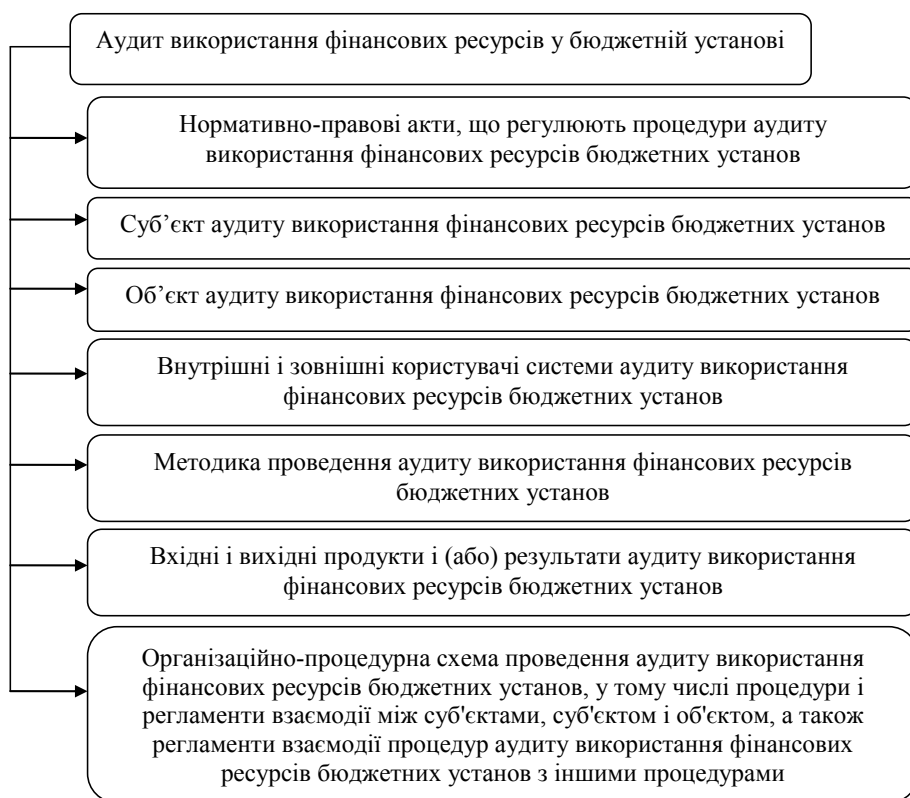 Аудит використання фінансових ресурсів у бюджетній установі
Нормативно-правові акти, що регулюють процедури аудиту
використання фінансових ресурсів бюджетних установ
Суб’єкт аудиту використання фінансових ресурсів бюджетних установ
Об’єкт аудиту використання фінансових ресурсів бюджетних установ
Внутрішні і зовнішні користувачі системи аудиту використання
фінансових ресурсів бюджетних установ
Методика проведення аудиту використання фінансових ресурсів
бюджетних установ
Вхідні і вихідні продукти і (або) результати аудиту використання
фінансових ресурсів бюджетних установ
Організаційно-процедурна схема проведення аудиту використання
фінансових ресурсів бюджетних установ, у тому числі процедури і
регламенти взаємодії між суб'єктами, суб'єктом і об'єктом, а також
регламенти взаємодії процедур аудиту використання фінансових
ресурсів бюджетних установ з іншими процедурами